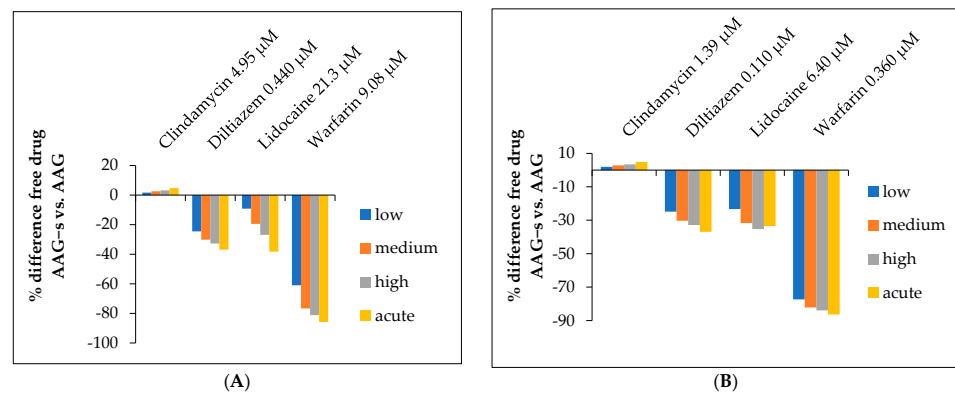 Clindamycin 4.95 µM
Diltiazem 0.440 µM
Lidocaine 21.3 µM
Warfarin 9.08 µM
% difference free drug
AAG–s vs. AAG
20
0
-20
-40
-60
-80
-100
low
medium
high
acute
(A)
Clindamycin 1.39 µM
Diltiazem 0.110 µM
Lidocaine 6.40 µM
Warfarin 0.360 µM
% difference free drug
AAG–s vs. AAG
10
-10
-30
-50
-70
-90
low
medium
high
acute
(B)